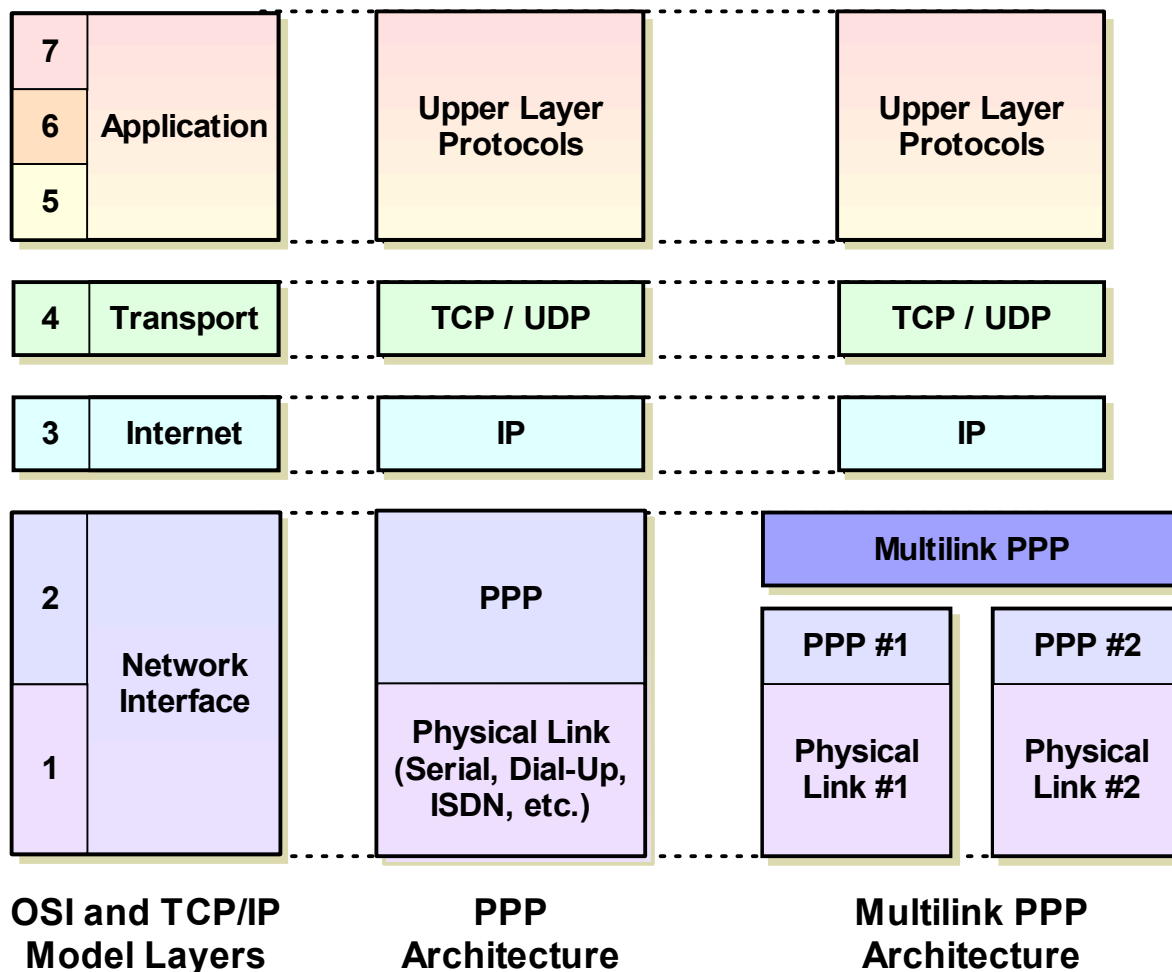 7
6
5
Application
Upper Layer
Protocols
Upper Layer
Protocols
4
Transport
TCP / UDP
TCP / UDP
3
Internet
IP
IP
2
1
Network
Interface
PPP
Physical Link
(Serial, Dial-Up,
ISDN, etc.)
Multilink PPP
PPP #1
PPP #2
Physical
Link #1
Physical
Link #2
OSI and TCP/IP
Model Layers
PPP
Architecture
Multilink PPP
Architecture